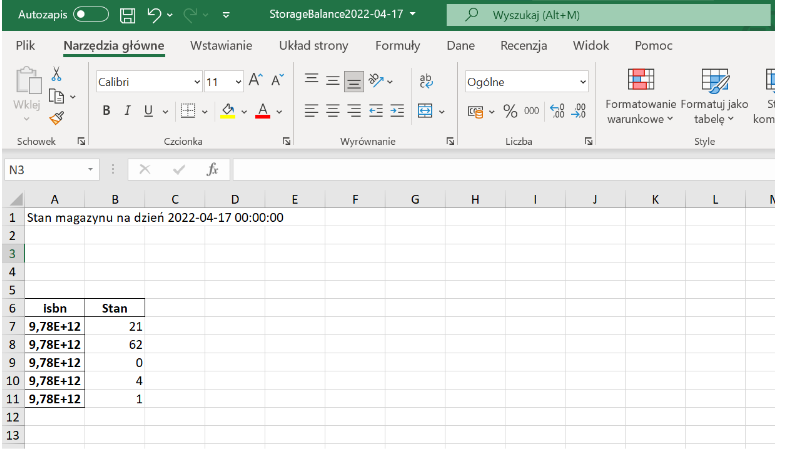 Autozapis StorageBalance2022-04-17 Wyszukaj (Alt+M)
Plik Narzędzia główne Wstawianie Układ strony Formuły Dane Recenzja Widok Pomoc
Wklej Calibri 11 A A ab Ogólne
B I U A % 000
Formatowanie Formatuj jako
warunkowe tabelę kom
Schowek Czcionka Wyrównanie Liczba Style
N3 fx
A B C D E F G H I J K L
1 Stan magazynu na dzień 2022-04-17 00:00:00
2
3
4
5
6 isbn Stan
7 9,78E+12 21
8 9,78E+12 62
9 9,78E+12 0
10 9,78E+12 4
11 9,78E+12 1
12
13